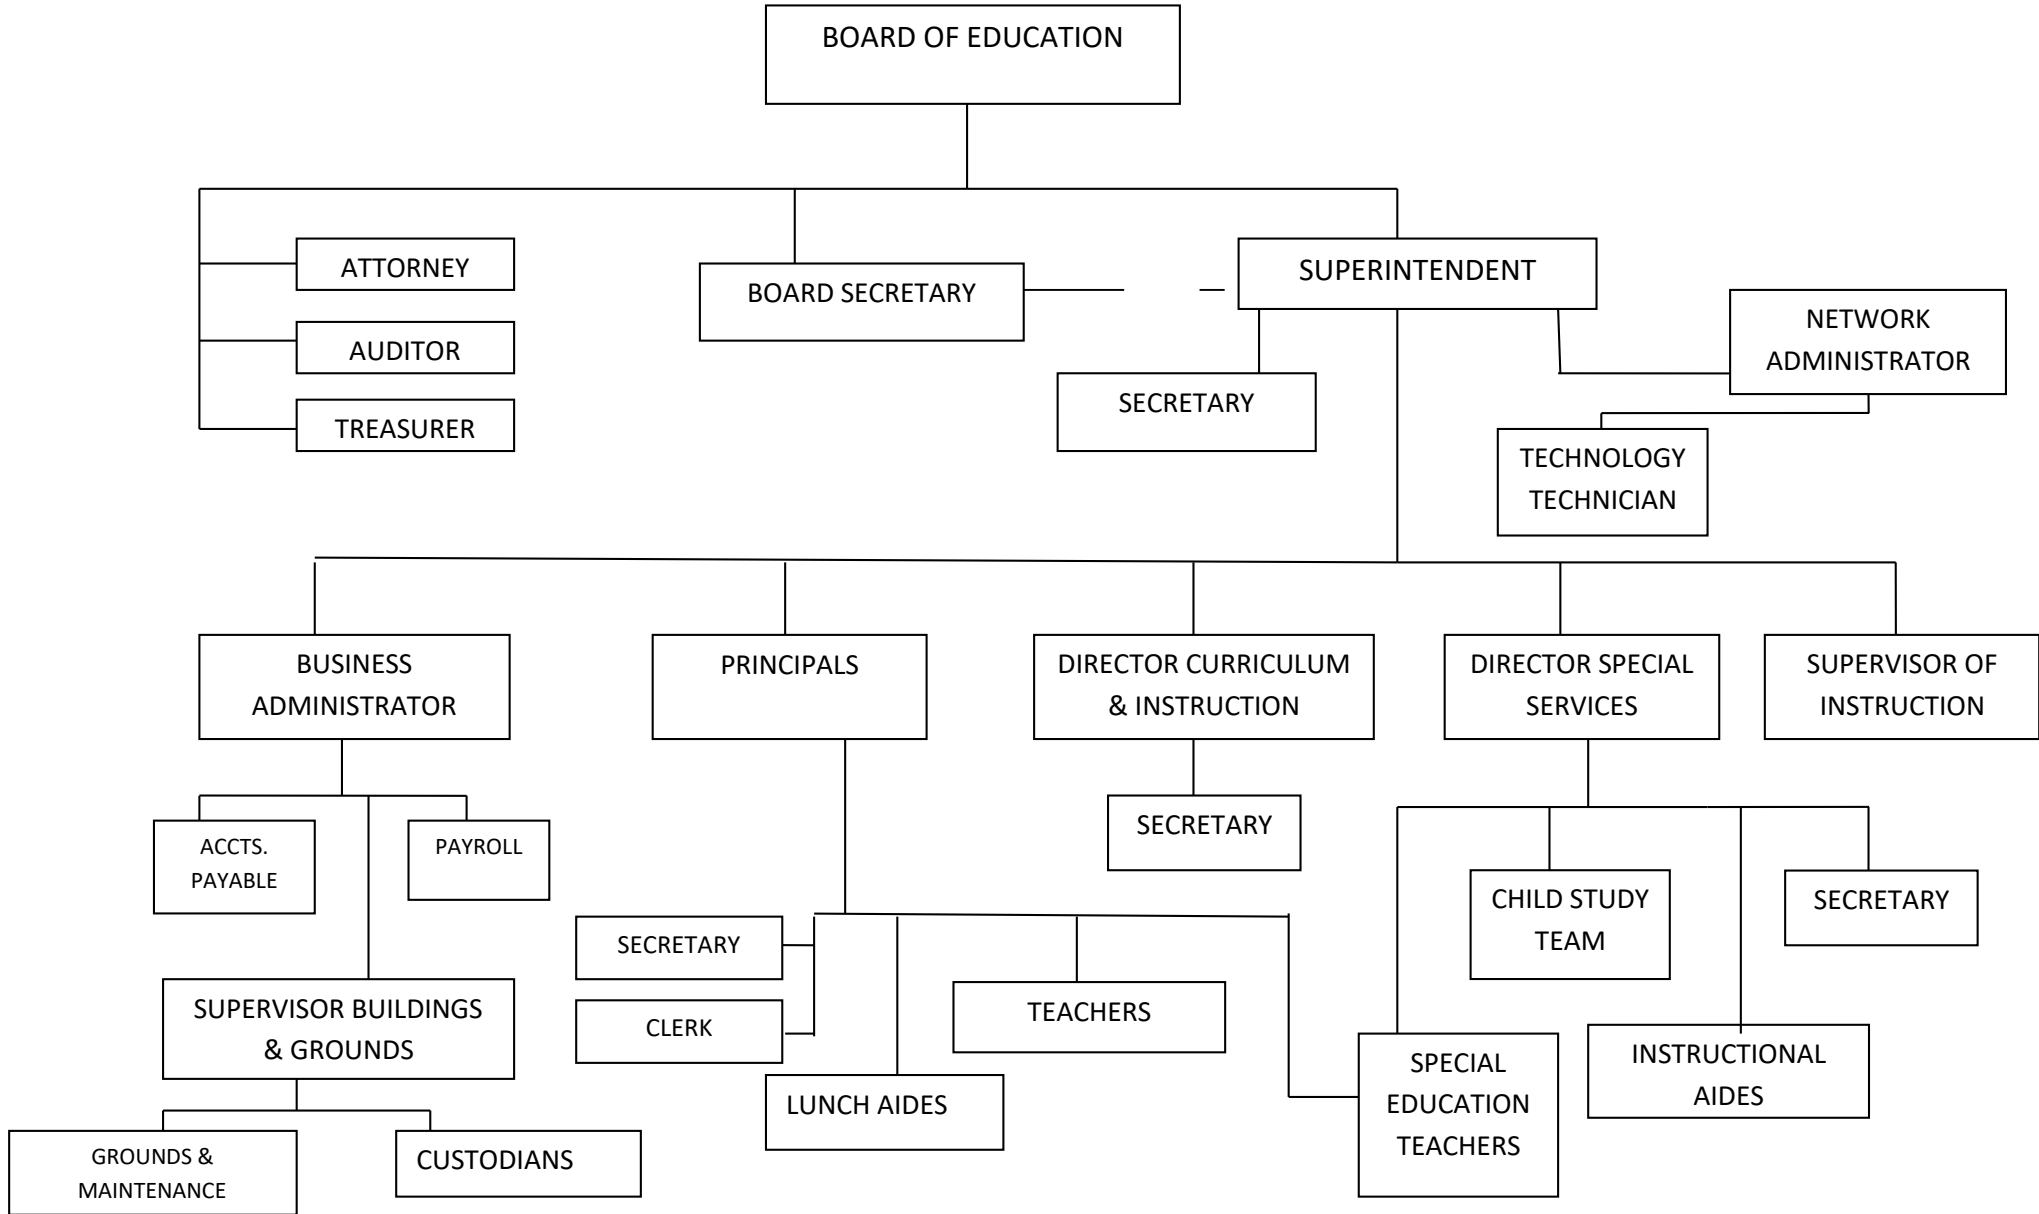 BOARD OF EDUCATION
ATTORNEY
AUDITOR
TREASURER
BOARD SECRETARY
SUPERINTENDENT
SECRETARY
NETWORK
ADMINISTRATOR
TECHNOLOGY
TECHNICIAN
BUSINESS
ADMINISTRATOR
PRINCIPALS
DIRECTOR CURRICULUM
& INSTRUCTION
DIRECTOR SPECIAL
SERVICES
SUPERVISOR OF
INSTRUCTION
ACCTS.
PAYABLE
PAYROLL
SECRETARY
CHILD STUDY
TEAM
SECRETARY
SECRETARY
CLERK
TEACHERS
LUNCH AIDES
SPECIAL
EDUCATION
TEACHERS
INSTRUCTIONAL
AIDES
SUPERVISOR BUILDINGS
& GROUNDS
GROUNDS &
MAINTENANCE
CUSTODIANS